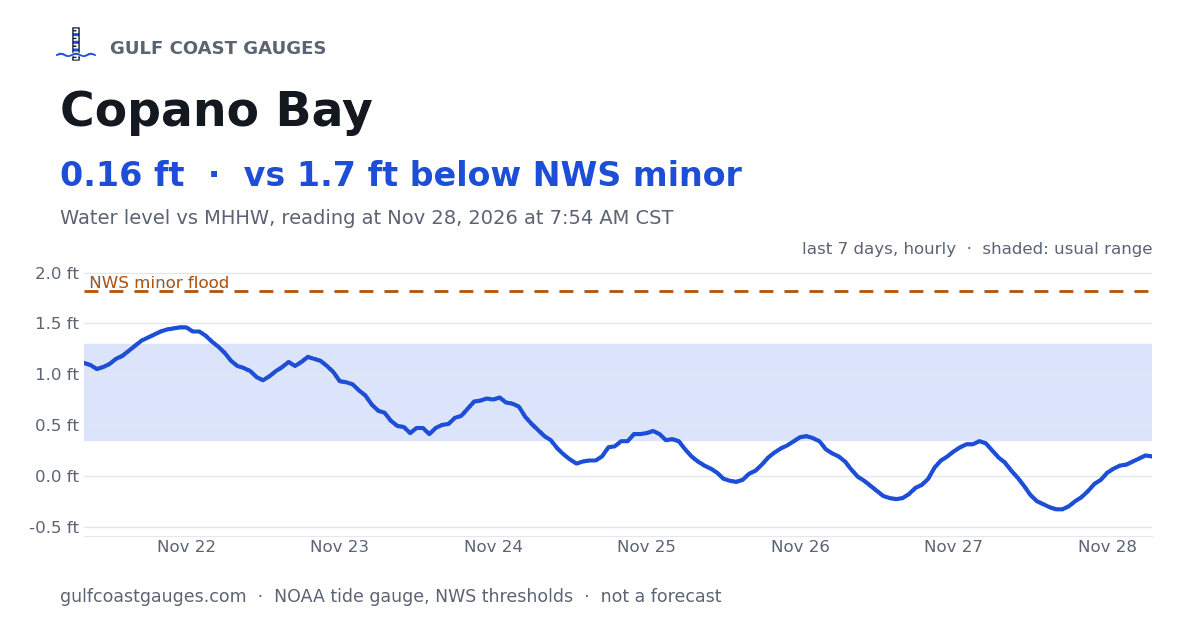 GULF COAST GAUGES
Copano Bay
0.16 ft · vs 1.7 ft below NWS minor
Water level vs MHHW, reading at Nov 28, 2026 at 7:54 AM CST
last 7 days, hourly · shaded: usual range
2.0 ft
NWS minor flood
1.5 ft
1.0 ft
0.5 ft
0.0 ft
-0.5 ft
Nov 22 Nov 23 Nov 24 Nov 25 Nov 26 Nov 27 Nov 28
gulfcoastgauges.com · NOAA tide gauge, NWS thresholds · not a forecast